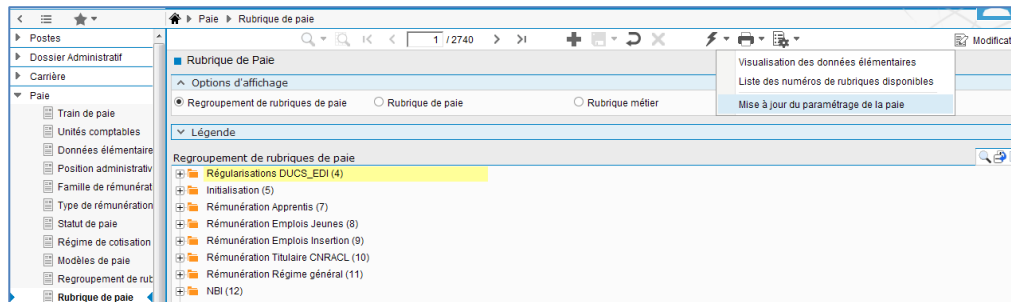 Paie Rubrique de paie
Postes
Dossier Administratif
Carrière
Paie
Train de paie
Unités comptables
Données élémentaire
Position administrativ
Famille de rémunérat
Type de rémunération
Statut de paie
Régime de cotisation
Modèles de paie
Regroupement de rub
Rubrique de paie
1 / 2740
Modificat
Rubrique de Paie
Visualisation des données élémentaires
Liste des numéros de rubriques disponibles
Mise à jour du paramétrage de la paie
Options d'affichage
Regroupement de rubriques de paie Rubrique de paie Rubrique métier
Légende
Regroupement de rubriques de paie
Régularisations DUCS_EDI (4)
Initialisation (5)
Rémunération Apprentis (7)
Rémunération Emplois Jeunes (8)
Rémunération Emplois Insertion (9)
Rémunération Titulaire CNRACL (10)
Rémunération Régime général (11)
NBI (12)